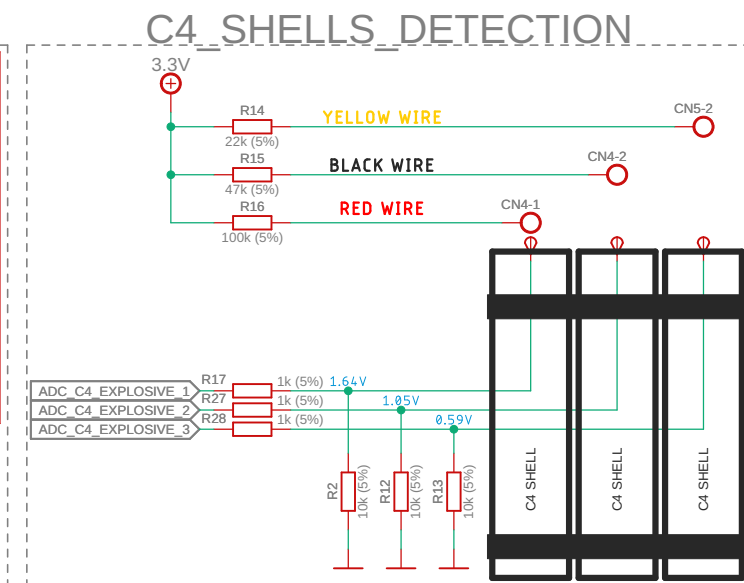 C4_SHELLS_DETECTION
3.3V
CN5-2
R14
YELLOW WIRE
22k (5%)
CN4-2
R15
BLACK WIRE
47k (5%)
CN4-1
R16
RED WIRE
100k (5%)
R17
1k (5%)
1.64V
ADC_C4_EXPLOSIVE_1
R27
1k (5%)
1.05V
ADC_C4_EXPLOSIVE_2
R28
1k (5%)
0.59V
ADC_C4_EXPLOSIVE_3
R2
10k (5%)
R12
10k (5%)
R13
10k (5%)
C4 SHELL
C4 SHELL
C4 SHELL